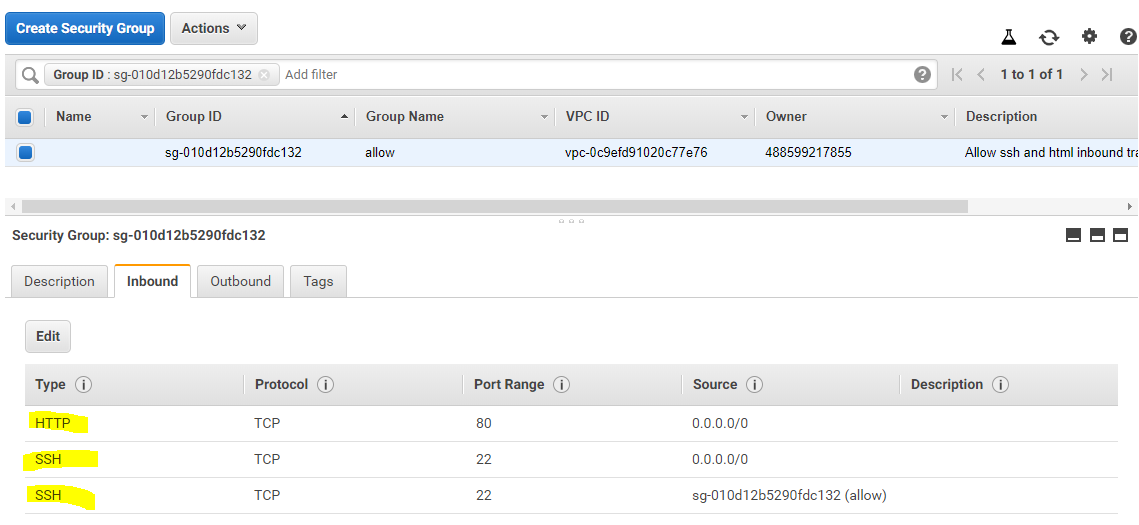 Create Security Group Actions
Group ID : sg-010d12b5290fdc132 Add filter 1 to 1 of 1
Name Group ID Group Name VPC ID Owner Description
sg-010d12b5290fdc132 allow vpc-0c9efd91020c77e76 488599217855 Allow ssh and html inbound tra
Security Group: sg-010d12b5290fdc132
Description Inbound Outbound Tags
Edit
Type Protocol Port Range Source Description
HTTP TCP 80 0.0.0.0/0
SSH TCP 22 0.0.0.0/0
SSH TCP 22 sg-010d12b5290fdc132 (allow)